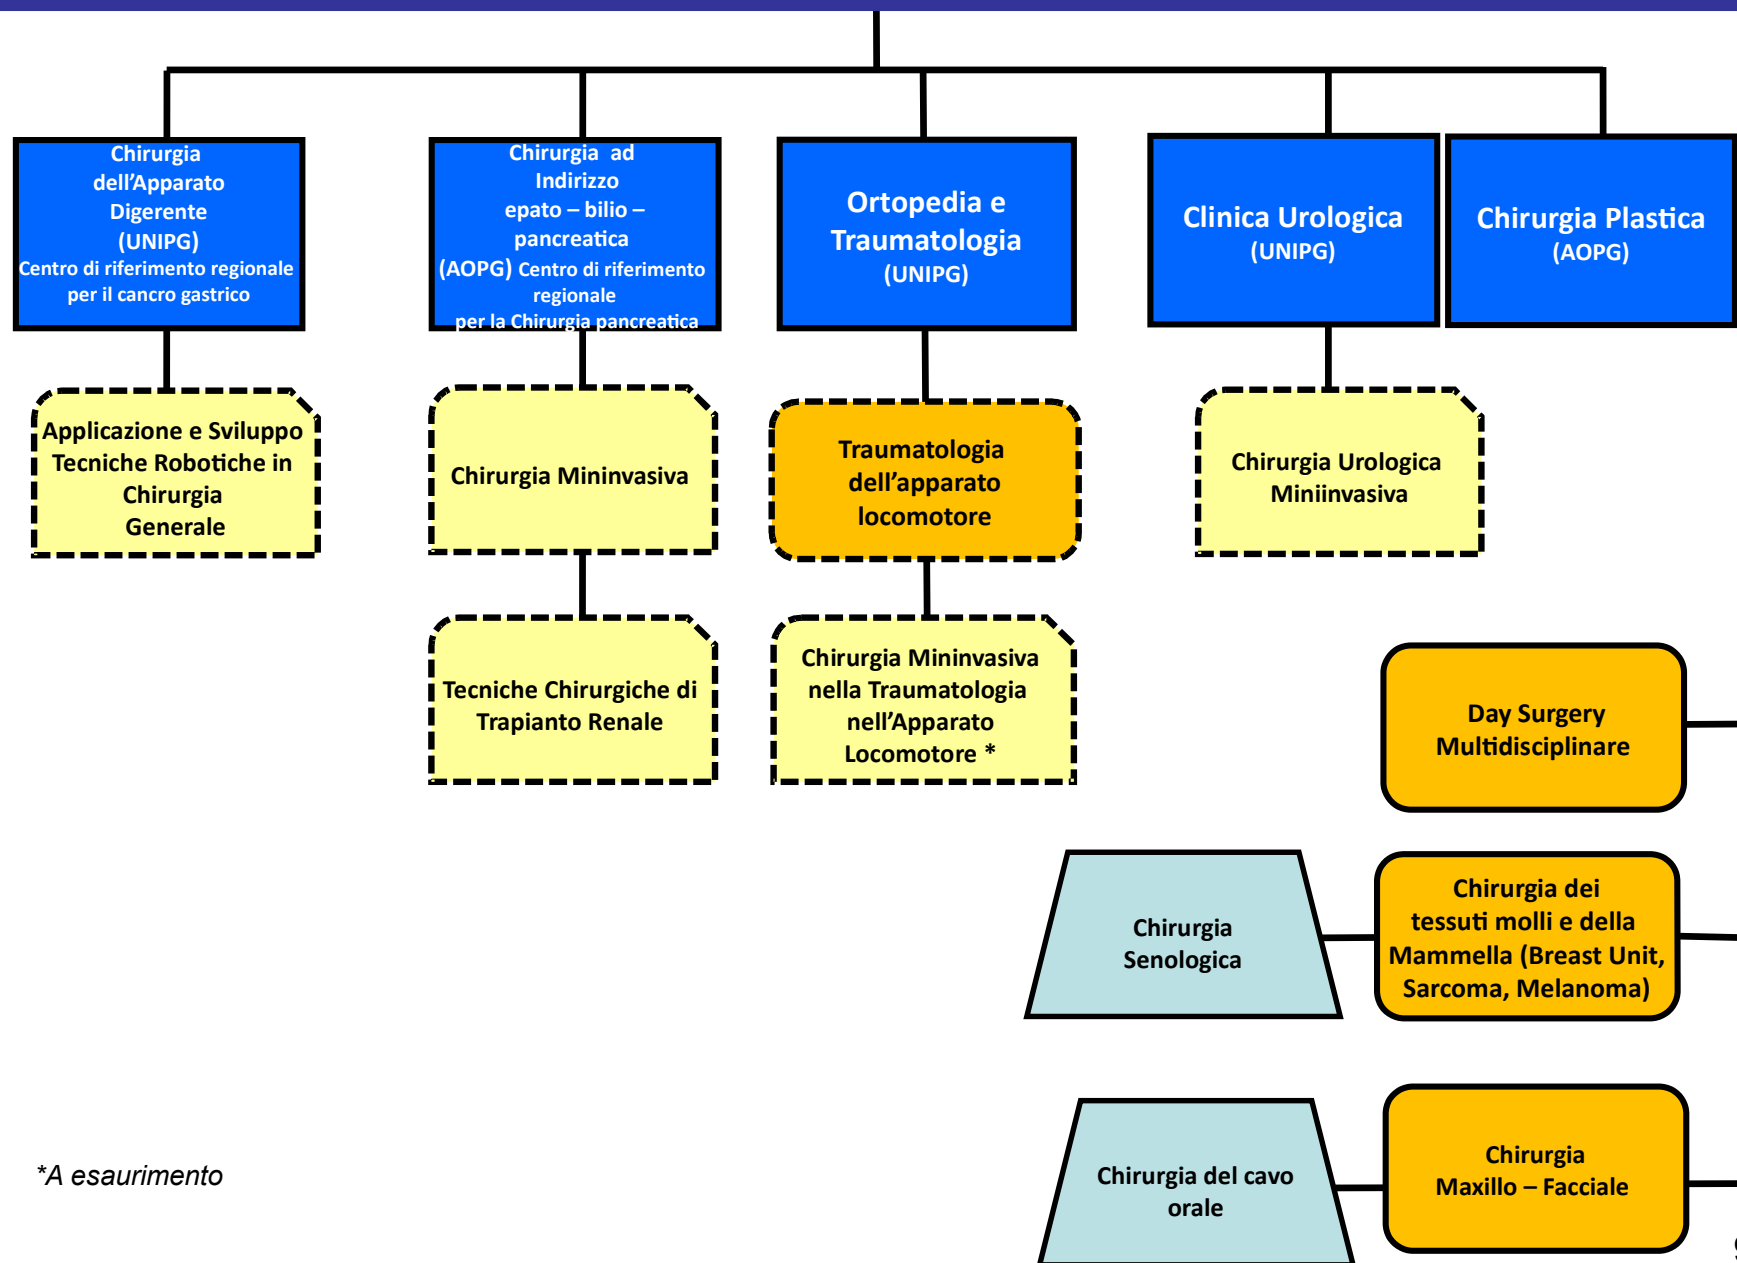 Chirurgia
dell'Apparato
Digerente
(UNIPG)
Centro di riferimento regionale
per il cancro gastrico
Chirurgia ad
Indirizzo
epato – bilio –
pancreatica
(AOPG) Centro di riferimento
regionale
per la Chirurgia pancreatica
Ortopedia e
Traumatologia
(UNIPG)
Clinica Urologica
(UNIPG)
Chirurgia Plastica
(AOPG)
Applicazione e Sviluppo
Tecniche Robotiche in
Chirurgia
Generale
Chirurgia Mininvasiva
Traumatologia
dell'apparato
locomotore
Chirurgia Urologica
Miniinvasiva
Tecniche Chirurgiche di
Trapianto Renale
Chirurgia Mininvasiva
nella Traumatologia
nell'Apparato
Locomotore *
Day Surgery
Multidisciplinare
Chirurgia
Senologica
Chirurgia dei
tessuti molli e della
Mammella (Breast Unit,
Sarcoma, Melanoma)
Chirurgia del cavo
orale
Chirurgia
Maxillo – Facciale
*A esaurimento